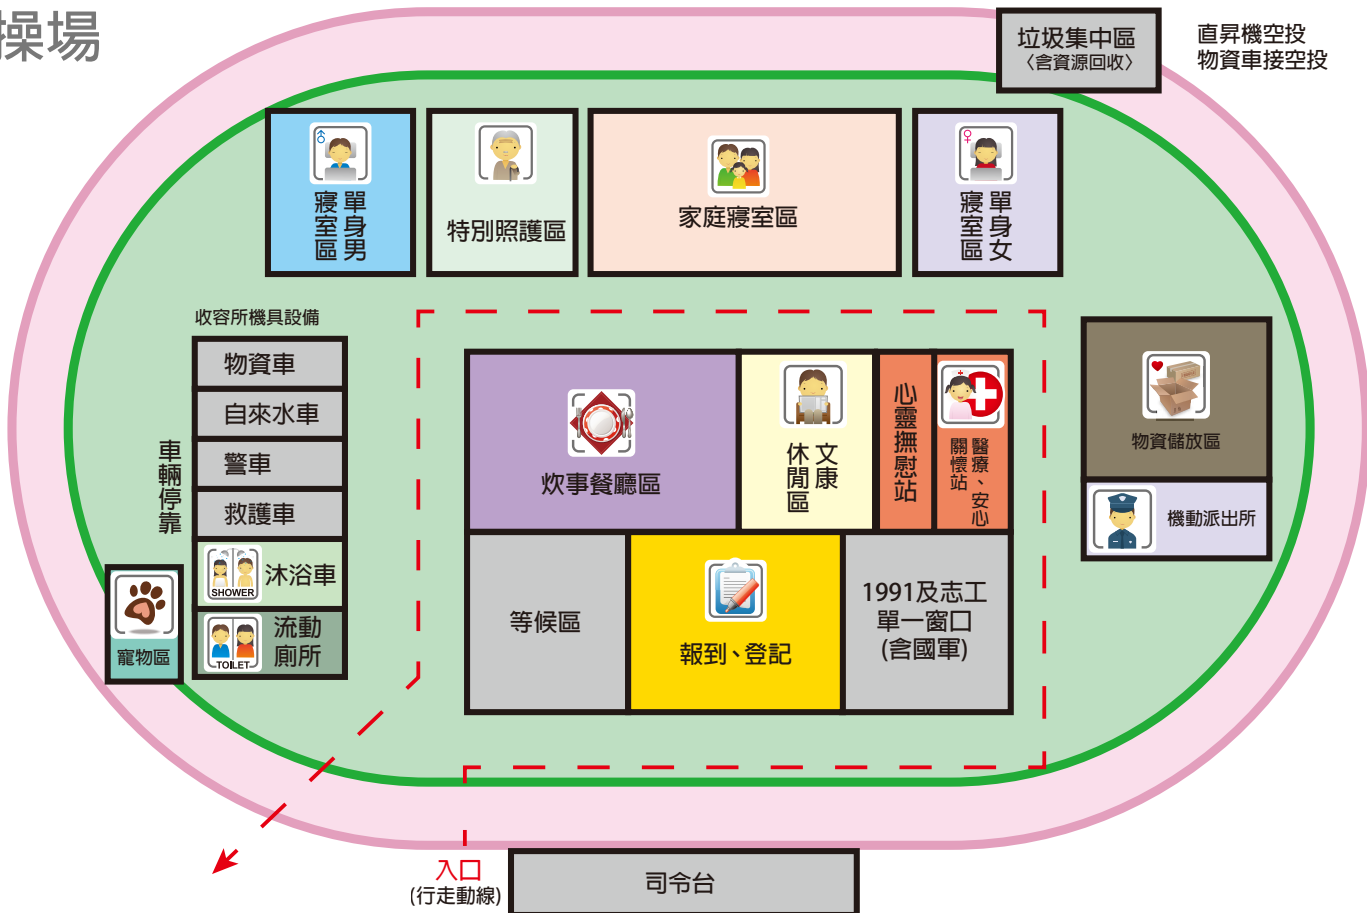 操場
垃圾集中區
〈含資源回收〉
直昇機空投
物資車接空投
單身男
寢室區
特別照護區
家庭寢室區
單身女
寢室區
收容所機具設備
物資車
自來水車
警車
救護車
SHOWER
沐浴車
TOILET
流動
廁所
車輛停靠
寵物區
炊事餐廳區
文康
休閒區
心靈撫慰站
醫療、安心
關懷站
等候區
報到、登記
1991及志工
單一窗口
(含國軍)
物資儲放區
機動派出所
入口
(行走動線)
司令台